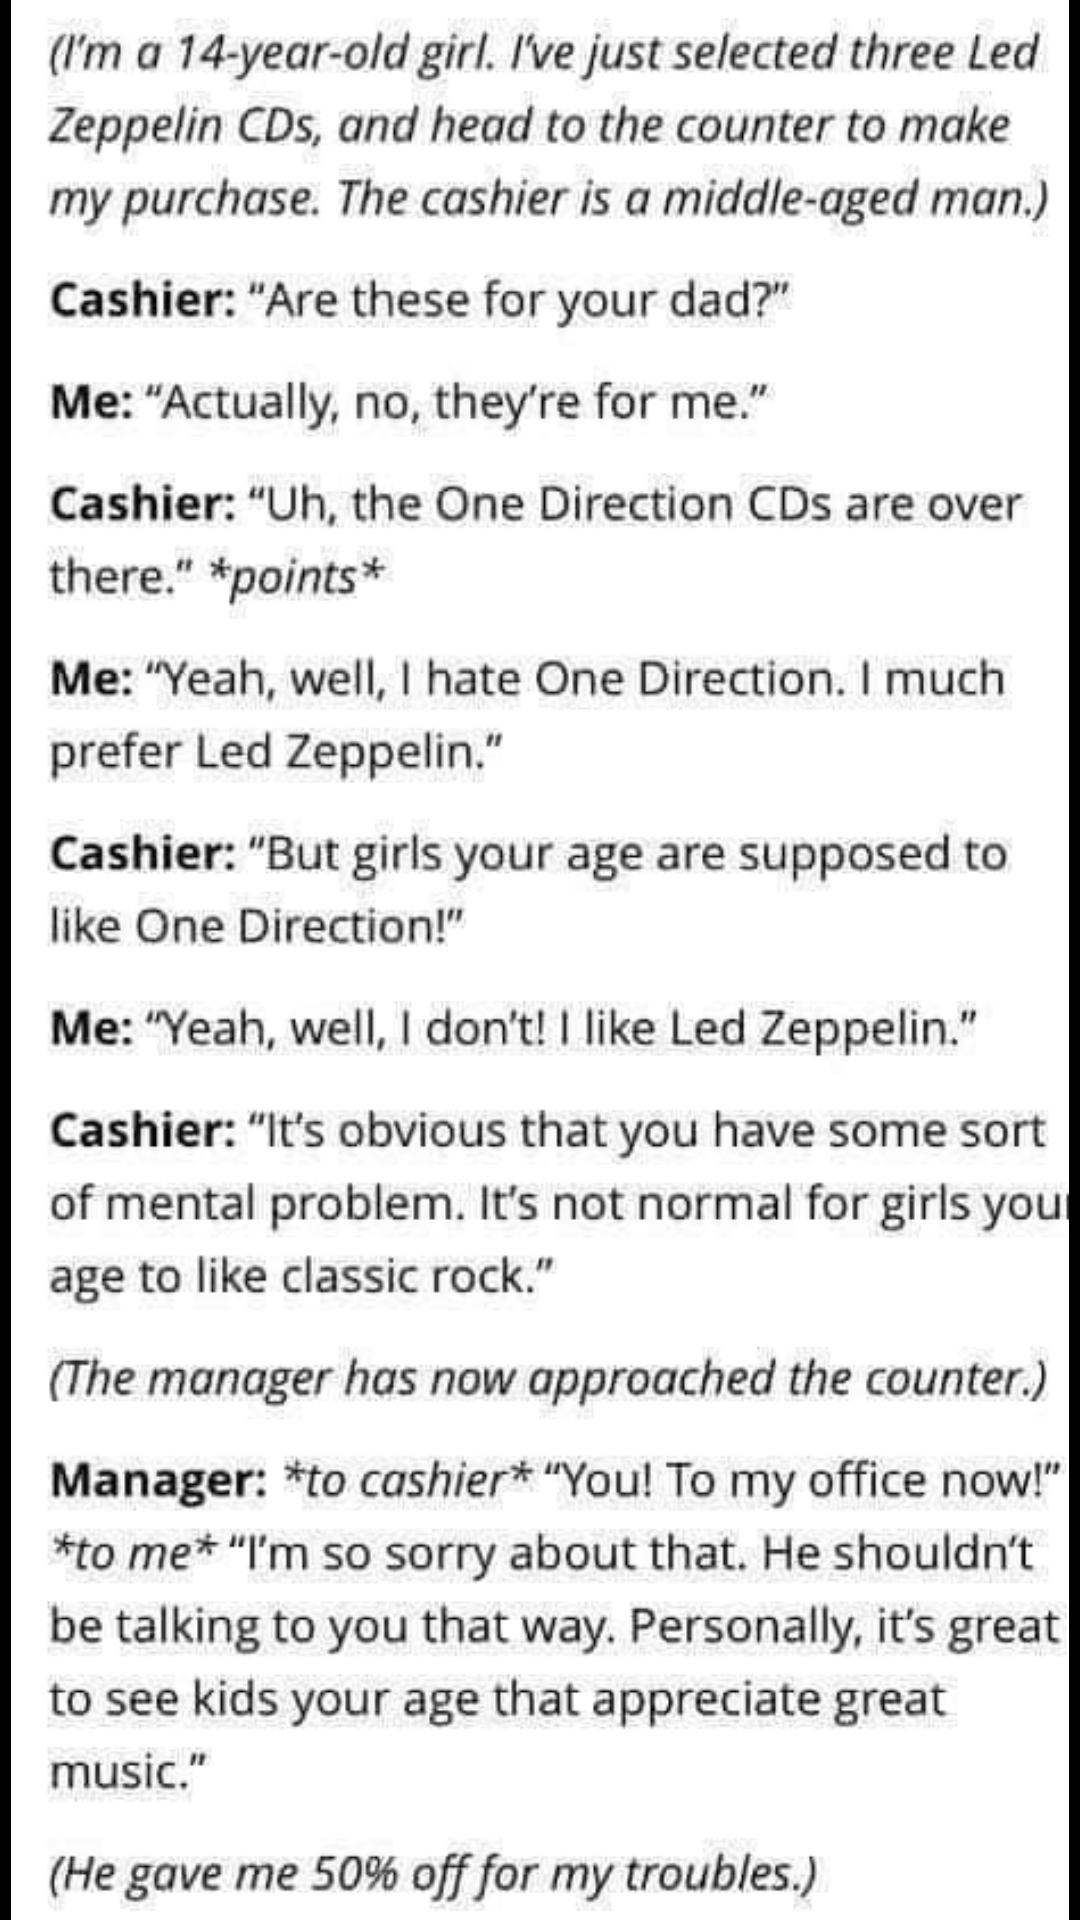 (I'm a 14-year-old girl. I've just selected three Led
Zeppelin CDs, and head to the counter to make
my purchase. The cashier is a middle-aged man.)
Cashier: “Are these for your dad?”
Me: “Actually, no, they’re for me.”
Cashier: “Uh, the One Direction CDs are over
there.” *points*
Me: “Yeah, well, I hate One Direction. I much
prefer Led Zeppelin.”
Cashier: “But girls your age are supposed to
like One Direction!”
Me: “Yeah, well, I don’t! I like Led Zeppelin.”
Cashier: “It’s obvious that you have some sort
of mental problem. It’s not normal for girls your
age to like classic rock.”
(The manager has now approached the counter.)
Manager: *to cashier* “You! To my office now!”
*to me* “I’m so sorry about that. He shouldn’t
be talking to you that way. Personally, it’s great
to see kids your age that appreciate great
music.”
(He gave me 50% off for my troubles.)